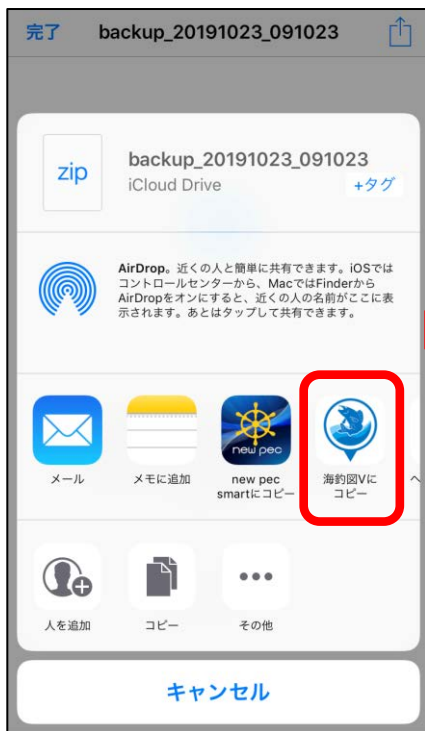 完了 backup_20191023_091023
zip
backup_20191023_091023
iCloud Drive
+タグ
AirDrop。近くの人と簡単に共有できます。iOSでは
コントロールセンターから、MacではFinderから
AirDropをオンにすると、近くの人の名前がここに表
示されます。あとはタップして共有できます。
new pec
メール
メモに追加
new pec
smartにコピー
海釣図Vに
コピー
人を追加
コピー
その他
キャンセル